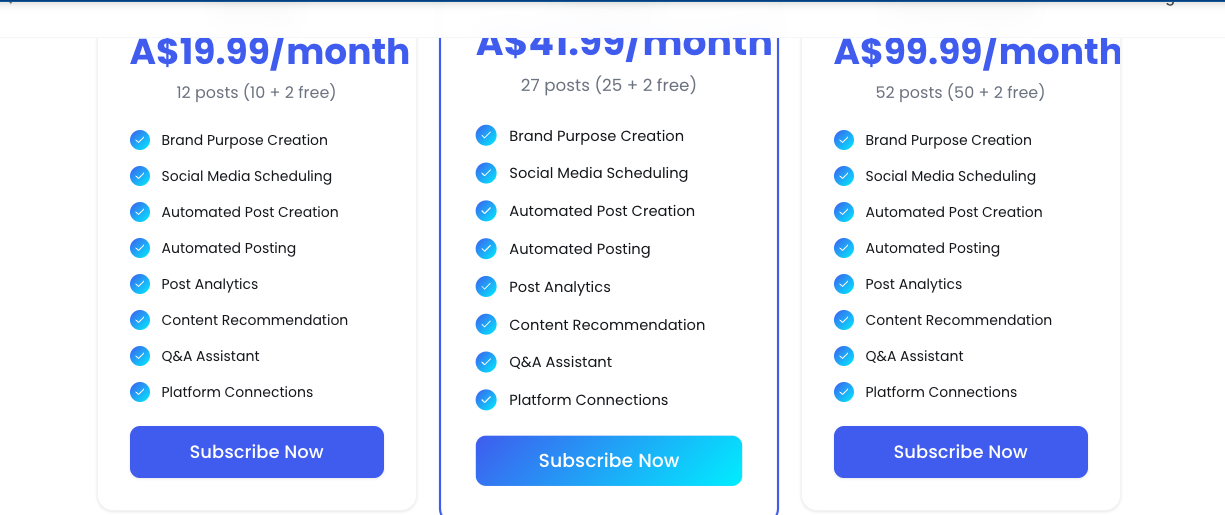 A$19.99/month
12 posts (10 + 2 free)
Brand Purpose Creation
Social Media Scheduling
Automated Post Creation
Automated Posting
Post Analytics
Content Recommendation
Q&A Assistant
Platform Connections
Subscribe Now
A$41.99/month
27 posts (25 + 2 free)
Brand Purpose Creation
Social Media Scheduling
Automated Post Creation
Automated Posting
Post Analytics
Content Recommendation
Q&A Assistant
Platform Connections
Subscribe Now
A$99.99/month
52 posts (50 + 2 free)
Brand Purpose Creation
Social Media Scheduling
Automated Post Creation
Automated Posting
Post Analytics
Content Recommendation
Q&A Assistant
Platform Connections
Subscribe Now